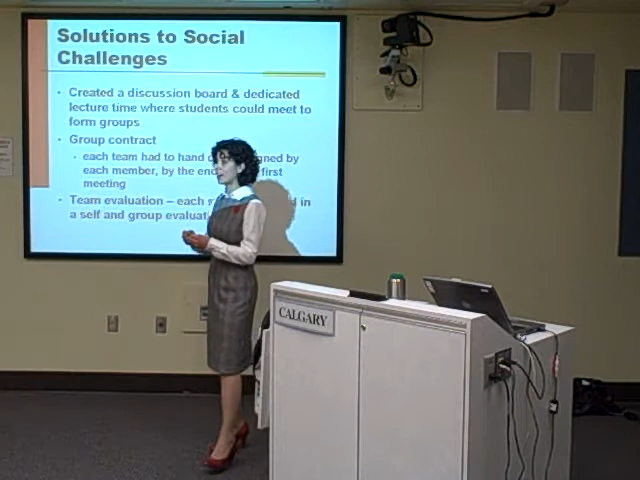 Solutions to Social
Challenges
• Created a discussion board & dedicated
lecture time where students could meet to
form groups
• Group contract
• each team had to hand by
each member, by the end first
meeting
• Team evaluation – each in
a self and group
CALGARY